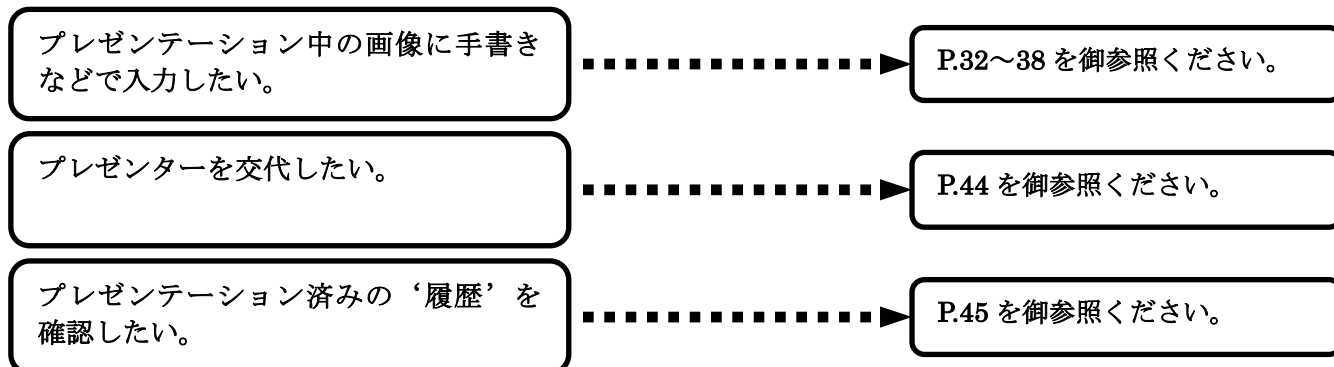 プレゼンテーション中の画像に手書き
などで入力したい。
P.32～38 を御参照ください。
プレゼンターを交代したい。
P.44 を御参照ください。
プレゼンテーション済みの‘履歴’を
確認したい。
P.45 を御参照ください。